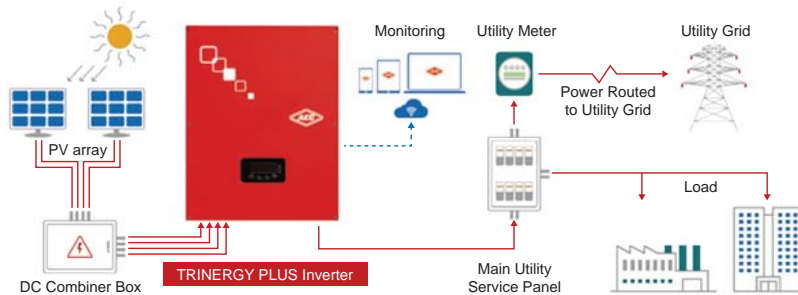 Monitoring
Utility Meter
Utility Grid
AEC
Power Routed
to Utility Grid
PV array
Load
DC Combiner Box
TRINERGY PLUS Inverter
Main Utility
Service Panel